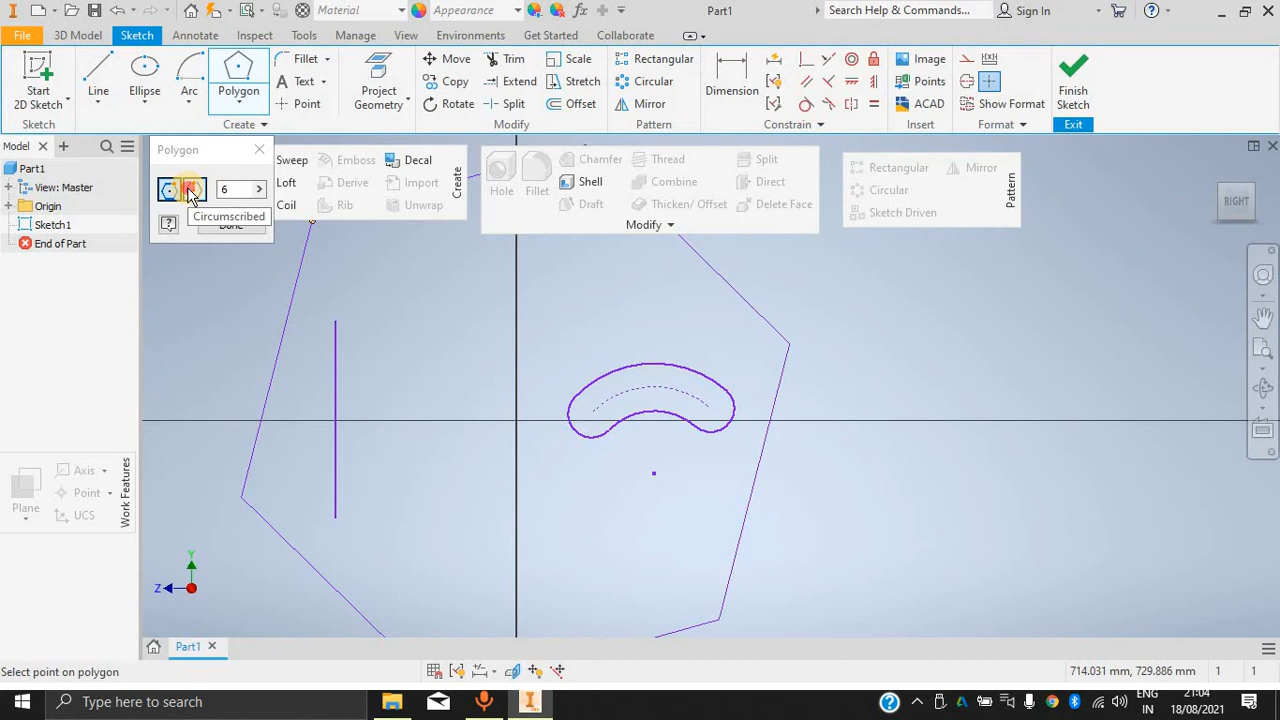 Material
Appearance
Part1
Search Help & Commands...
Sign In
File
3D Model
Sketch
Annotate
Inspect
Tools
Manage
View
Environments
Get Started
Collaborate
Start
2D Sketch
Line
Ellipse
Arc
Polygon
Fillet
Text
Point
Project
Geometry
Move
Copy
Rotate
Trim
Extend
Split
Scale
Stretch
Offset
Rectangular
Circular
Mirror
Dimension
Image
Points
ACAD
Show Format
Finish
Sketch
Sketch
Create
Modify
Pattern
Constrain
Insert
Format
Exit
Model
Part1
View: Master
Origin
Sketch1
End of Part
Polygon
6
Circumscribed
Done
Sweep
Loft
Coil
Emboss
Derive
Rib
Decal
Import
Unwrap
Create
Hole
Fillet
Chamfer
Shell
Draft
Thread
Combine
Thicken/ Offset
Split
Direct
Delete Face
Modify
Rectangular
Mirror
Circular
Sketch Driven
Pattern
RIGHT
Plane
Axis
Point
UCS
Work Features
Y
Z
Part1
Select point on polygon
714.031 mm, 729.886 mm
1
1
Type here to search
ENG
IN
21:04
18/08/2021